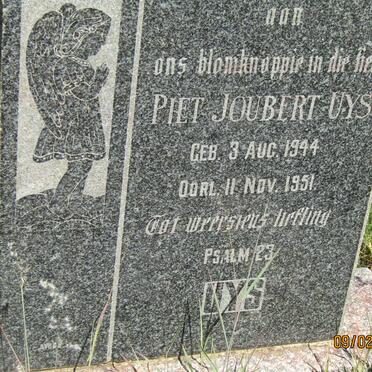 aan
ons blomknoppie in die he
PIET JOUBERT UYS
GEB. 3 AUG. 1944
OORL. 11 NOV. 1951.
Tot weersiens liefling
PSALM 23
UYS
09/02